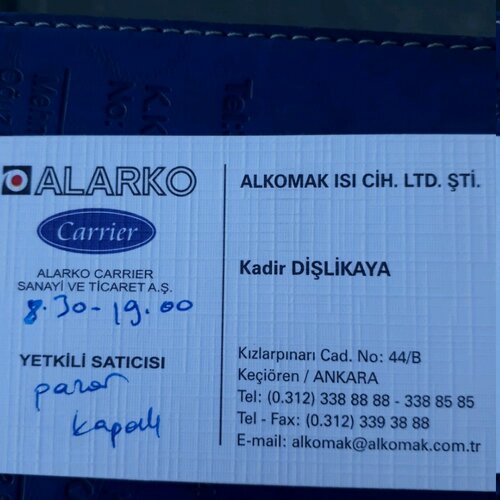 ALARKO
Carrier
ALARKO CARRIER
SANAYİ VE TİCARET A.Ş.
8.30-19.00
YETKİLİ SATICISI
pazar
kapalı
ALKOMAK ISI CİH. LTD. ŞTİ.
Kadir DİŞLİKAYA
Kızlarpınarı Cad. No: 44/B
Keçiören / ANKARA
Tel: (0.312) 338 88 88 - 338 85 85
Tel - Fax: (0.312) 339 38 88
E-mail: alkomak@alkomak.com.tr